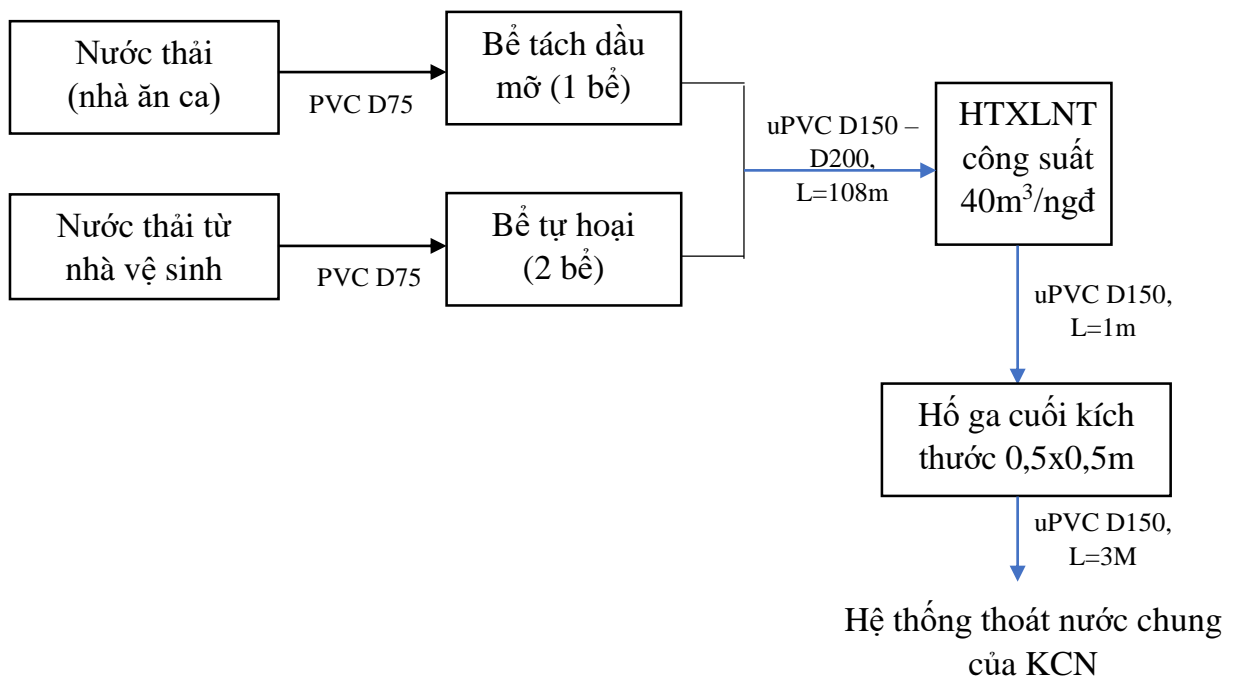 Nước thải
(nhà ăn ca)
PVC D75
Bể tách dầu
mỡ (1 bể)
uPVC D150 –
D200,
L=108m
HTXLNT
công suất
40m³/ngđ
Nước thải từ
nhà vệ sinh
PVC D75
Bể tự hoại
(2 bể)
uPVC D150,
L=1m
Hố ga cuối kích
thước 0,5x0,5m
uPVC D150,
L=3M
Hệ thống thoát nước chung
của KCN